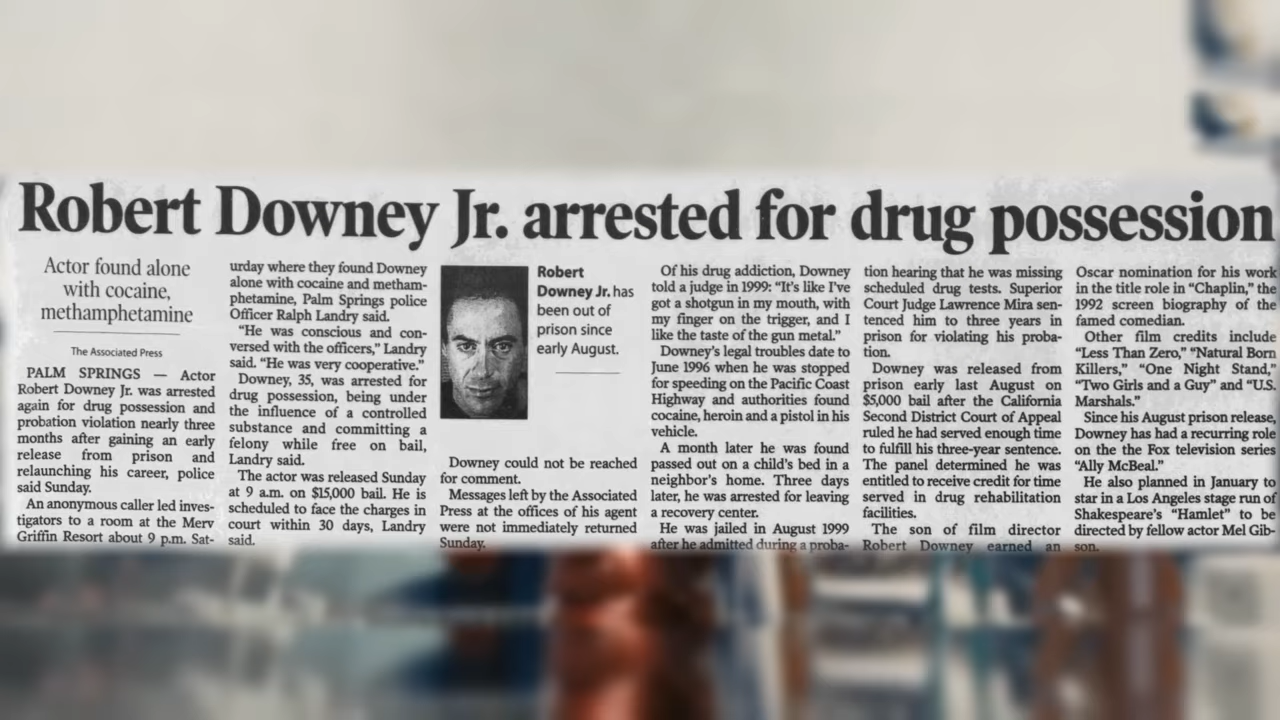 Robert Downey Jr. arrested for drug possession
Actor found alone
with cocaine,
methamphetamine
The Associated Press
PALM SPRINGS — Actor
Robert Downey Jr. was arrested
again for drug possession and
probation violation nearly three
months after gaining an early
release from prison and
relaunching his career, police
said Sunday.
An anonymous caller led inves-
tigators to a room at the Merv
Griffin Resort about 9 p.m. Sat-
urday where they found Downey
alone with cocaine and metham-
phetamine, Palm Springs police
Officer Ralph Landry said.
“He was conscious and con-
versed with the officers,” Landry
said. “He was very cooperative.”
Downey, 35, was arrested for
drug possession, being under
the influence of a controlled
substance and committing a
felony while free on bail,
Landry said.
The actor was released Sunday
at 9 a.m. on $15,000 bail. He is
scheduled to face the charges in
court within 30 days, Landry
said.
Robert
Downey Jr. has
been out of
prison since
early August.
Downey could not be reached
for comment.
Messages left by the Associated
Press at the offices of his agent
were not immediately returned
Sunday.
Of his drug addiction, Downey
told a judge in 1999: “It's like I've
got a shotgun in my mouth, with
my finger on the trigger, and I
like the taste of the gun metal.”
Downey's legal troubles date to
June 1996 when he was stopped
for speeding on the Pacific Coast
Highway and authorities found
cocaine, heroin and a pistol in his
vehicle.
A month later he was found
passed out on a child's bed in a
neighbor's home. Three days
later, he was arrested for leaving
a recovery center.
He was jailed in August 1999
after he admitted during a proba-
tion hearing that he was missing
scheduled drug tests. Superior
Court Judge Lawrence Mira sen-
tenced him to three years in
prison for violating his proba-
tion.
Downey was released from
prison early last August on
$5,000 bail after the California
Second District Court of Appeal
ruled he had served enough time
to fulfill his three-year sentence.
The panel determined he was
entitled to receive credit for time
served in drug rehabilitation
facilities.
The son of film director
Robert Downey earned an
Oscar nomination for his work
in the title role in “Chaplin,” the
1992 screen biography of the
famed comedian.
Other film credits include
“Less Than Zero,” “Natural Born
Killers,” “One Night Stand,”
“Two Girls and a Guy” and “U.S.
Marshals.”
Since his August prison release,
Downey has had a recurring role
on the the Fox television series
“Ally McBeal.”
He also planned in January to
star in a Los Angeles stage run of
Shakespeare's “Hamlet” to be
directed by fellow actor Mel Gib-
son.